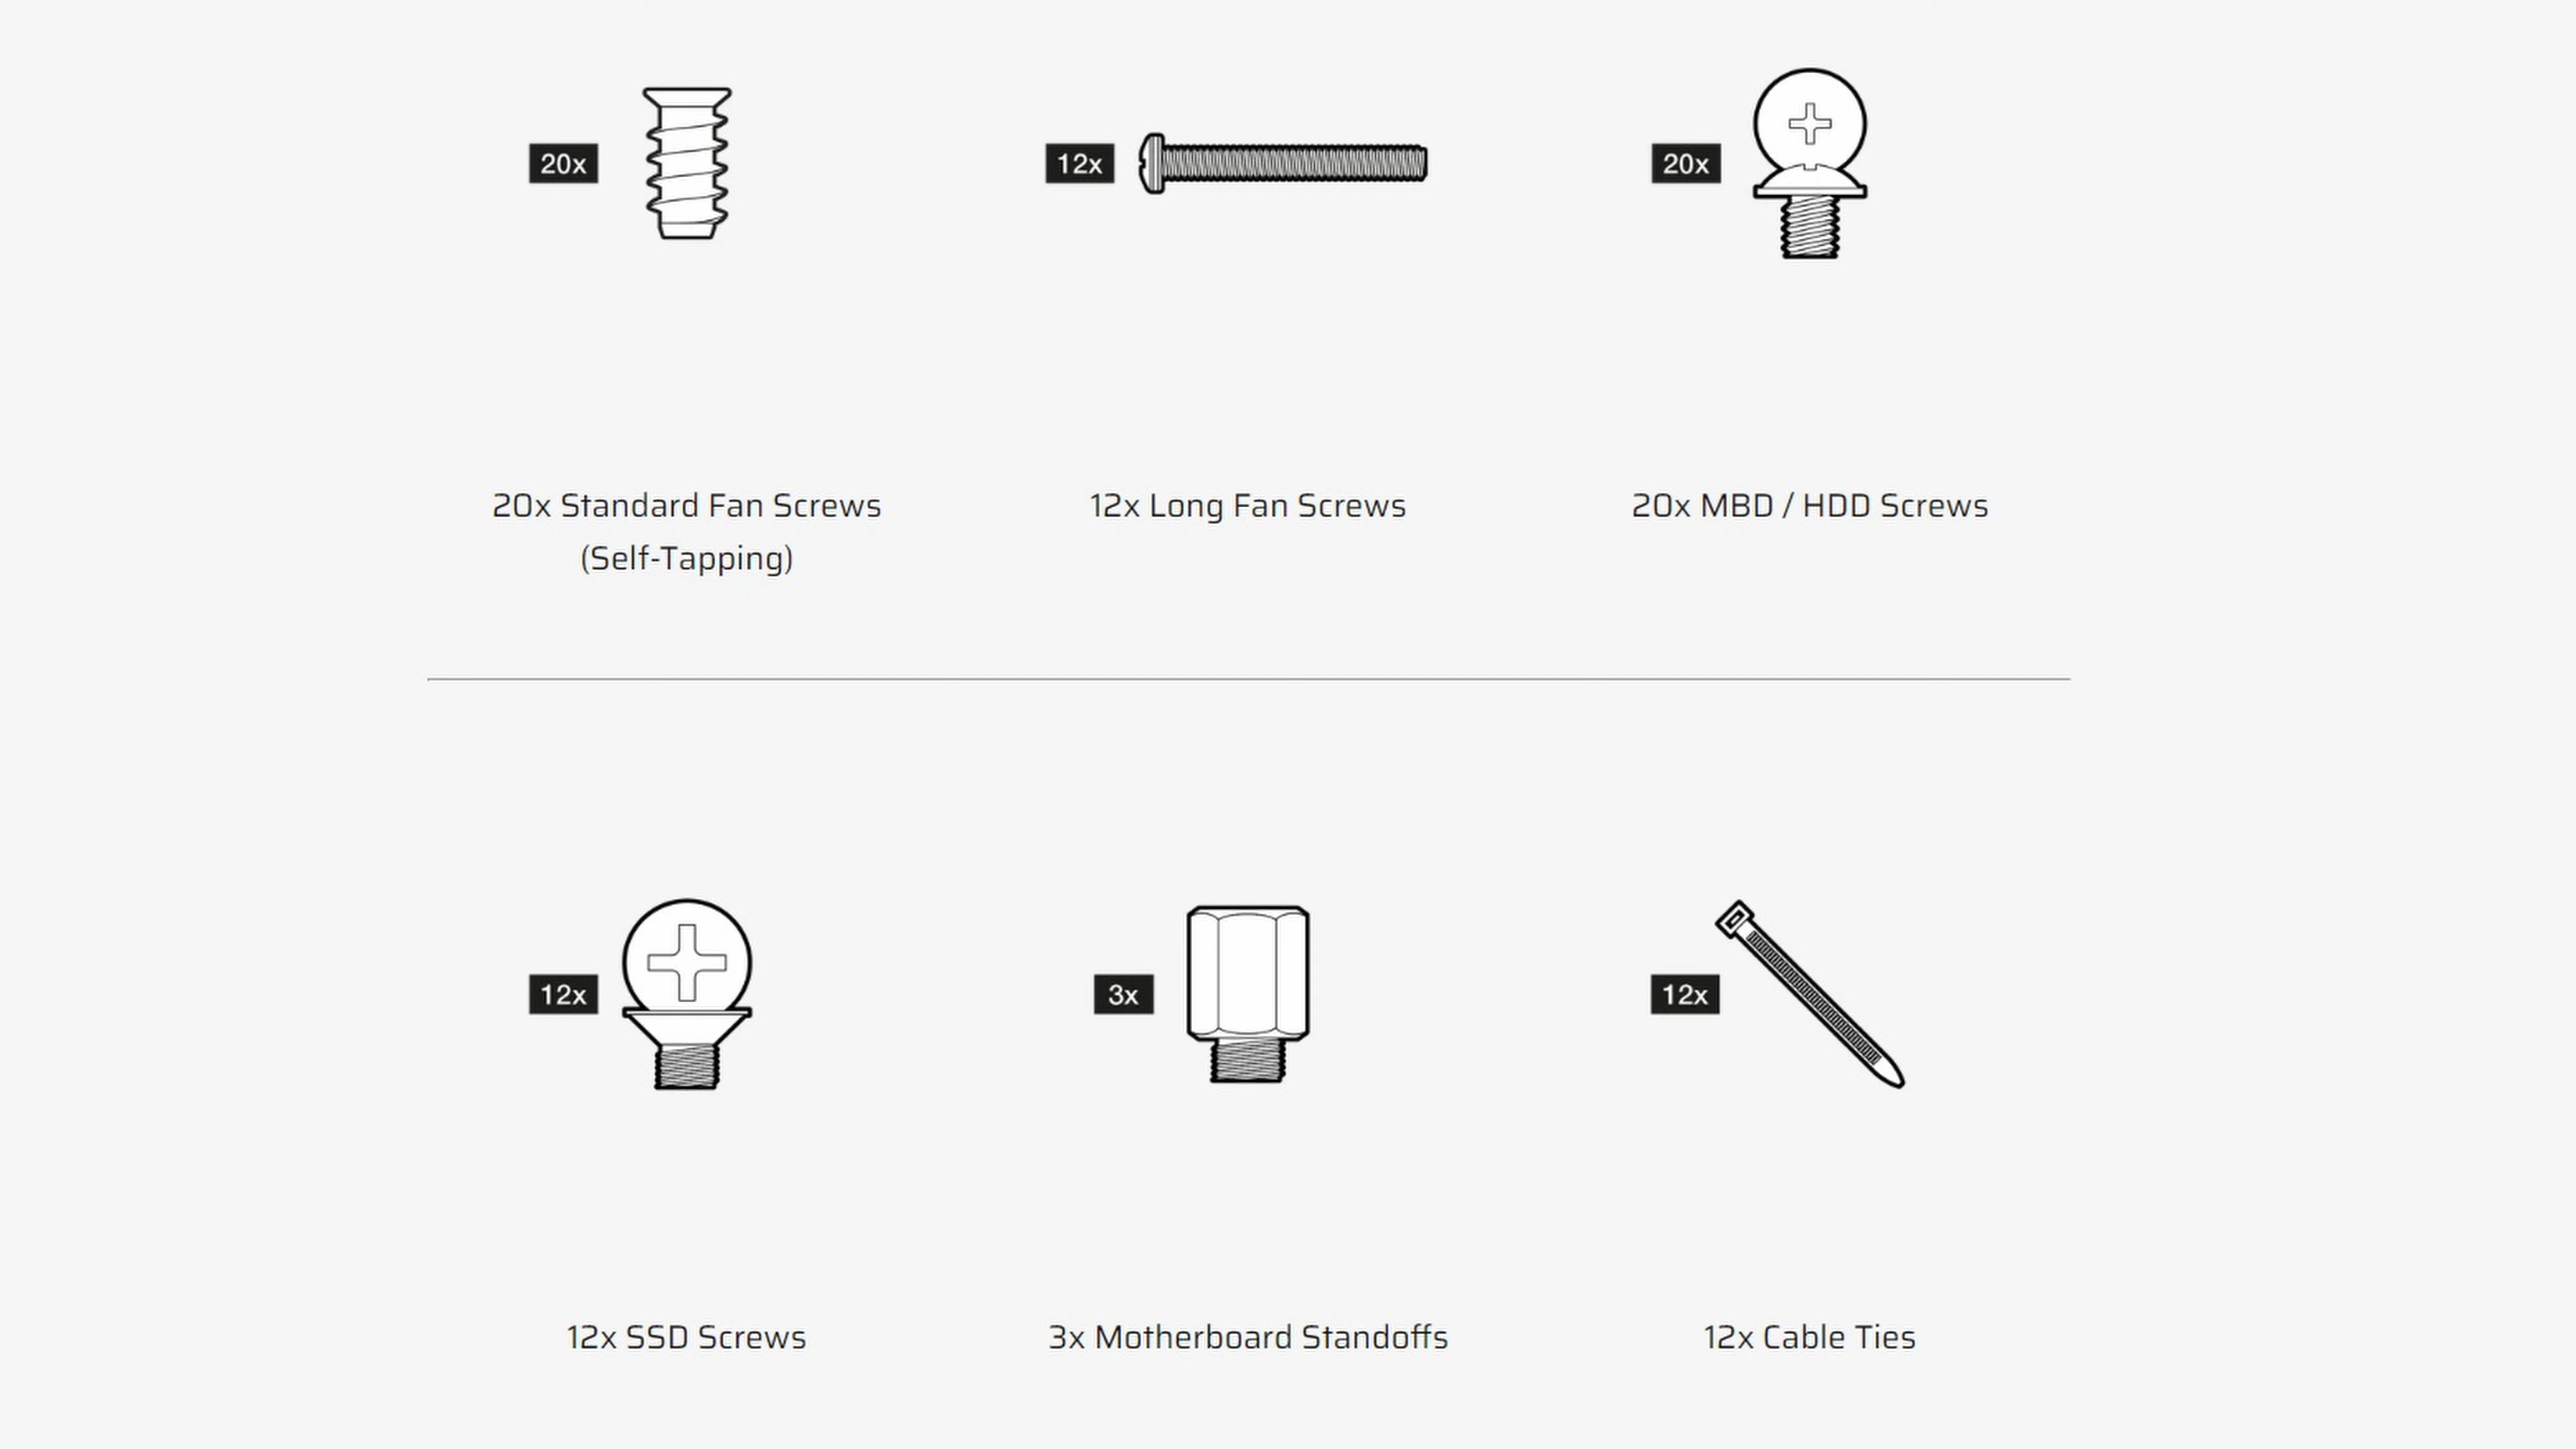 20x
12x
20x
20x Standard Fan Screws
(Self-Tapping)
12x Long Fan Screws
20x MBD / HDD Screws
12x
3x
12x
12x SSD Screws
3x Motherboard Standoffs
12x Cable Ties